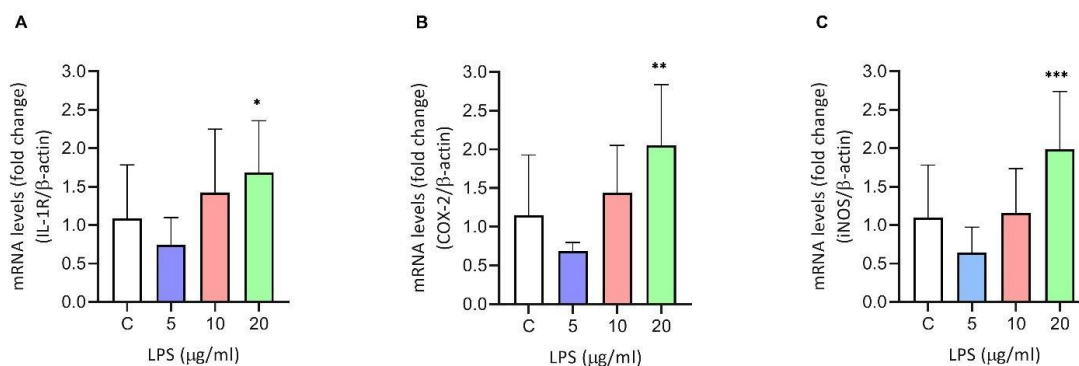 A
mRNA levels (fold change)
(IL-1R/β-actin)
3.0
2.5
2.0
1.5
1.0
0.5
0.0
*
C 5 10 20
LPS (μg/ml)
B
mRNA levels (fold change)
(COX-2/β-actin)
3.0
2.5
2.0
1.5
1.0
0.5
0.0
**
C 5 10 20
LPS (μg/ml)
C
mRNA levels (fold change)
(iNOS/β-actin)
3.0
2.5
2.0
1.5
1.0
0.5
0.0
***
C 5 10 20
LPS (μg/ml)